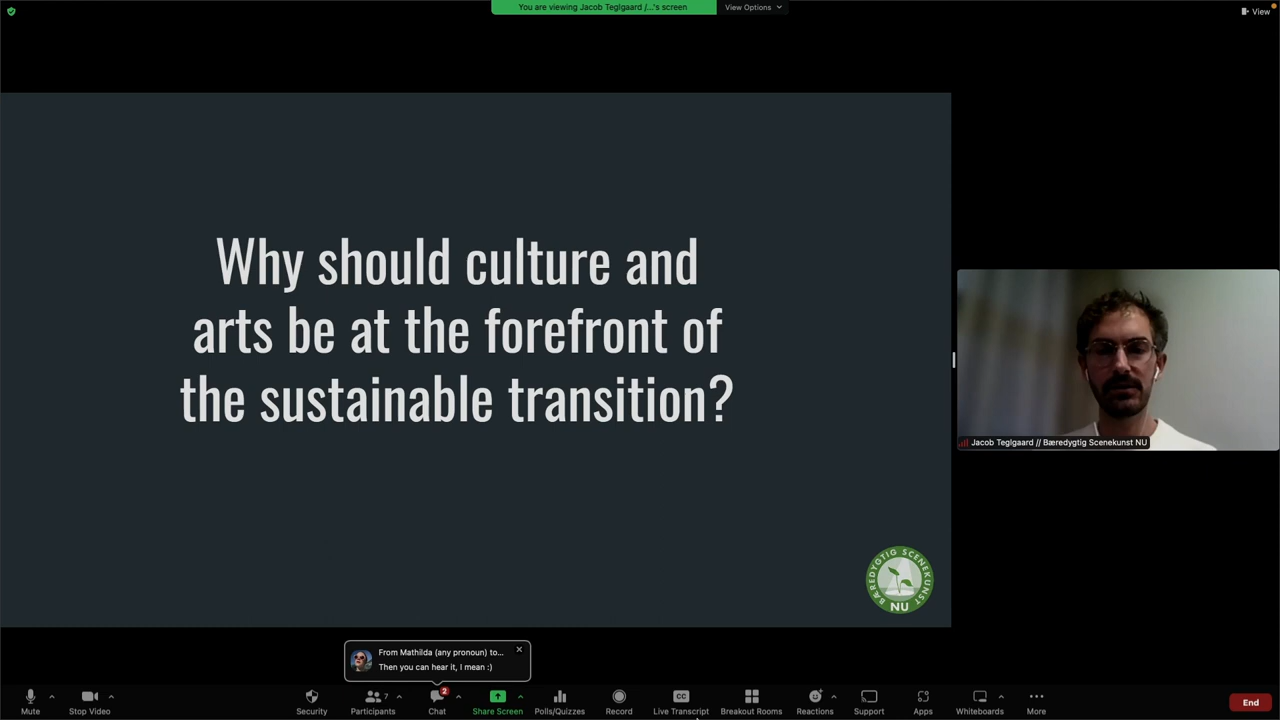 You are viewing Jacob Teglgaard /...'s screen
View Options
View
Why should culture and
arts be at the forefront of
the sustainable transition?
Jacob Teglgaard // Bæredygtig Scenekunst NU
BÆREDYGTIG SCENEKUNST
NU
From Mathilda (any pronoun) to...
Then you can hear it, I mean :)
Mute
Stop Video
Security
7
Participants
2
Chat
Share Screen
Polls/Quizzes
Record
CC
Live Transcript
Breakout Rooms
Reactions
Support
Apps
Whiteboards
More
End